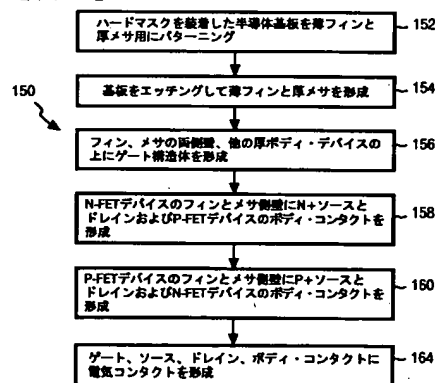 ハードマスクを装着した半導体基板を薄フィンと
厚メサ用にパターニング
152
150
基板をエッチングして薄フィンと厚メサを形成
154
フィン、メサの両側壁、他の厚ボディ・デバイスの
上にゲート構造体を形成
156
N-FETデバイスのフィンとメサ側壁にN+ソースと
ドレインおよびP-FETデバイスのボディ・コンタクトを
形成
158
P-FETデバイスのフィンとメサ側壁にP+ソースと
ドレインおよびN-FETデバイスのボディ・コンタクトを
形成
160
ゲート、ソース、ドレイン、ボディ・コンタクトに
電気コンタクトを形成
164